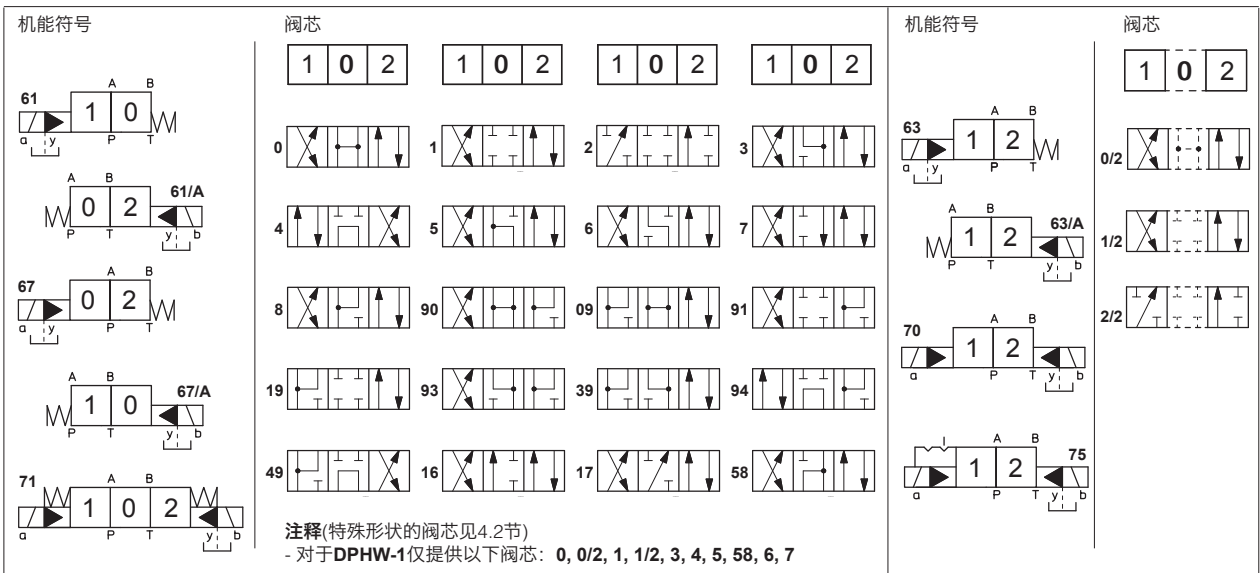 机能符号
阀芯
机能符号
阀芯
1 0 2
1 0 2
1 0 2
1 0 2
1 0 2
61
A B
1 0
a y P T
61/A
A B
0 2
P T y b
67
A B
0 2
a y P T
67/A
A B
1 0
P T y b
71
A B
1 0 2
a P T y b
0 1 2 3
4 5 6 7
8 90 09 91
19 93 39 94
49 16 17 58
注释(特殊形状的阀芯见4.2节)
- 对于DPHW-1仅提供以下阀芯：0, 0/2, 1, 1/2, 3, 4, 5, 58, 6, 7
63
A B
1 2
a y P T
63/A
A B
1 2
P T y b
70
A B
1 2
a P T y b
75
A B
1 2
a P T y b
0/2
1/2
2/2